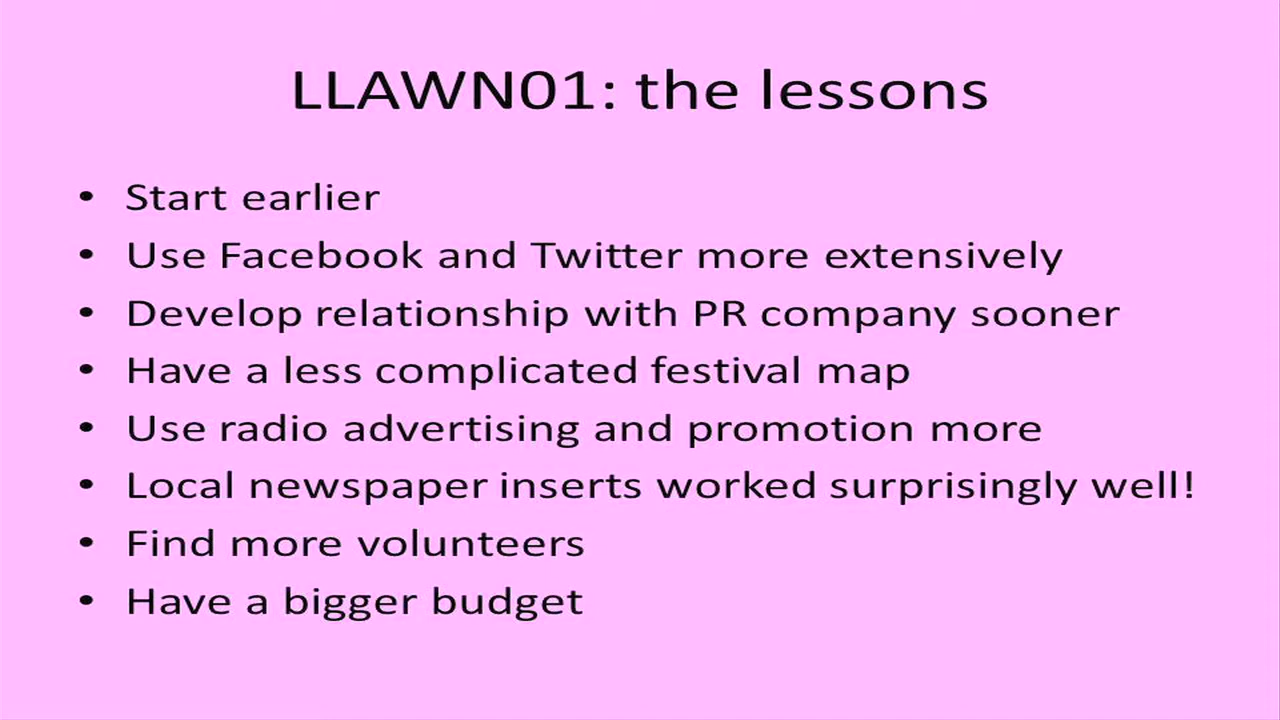 LLAWN01: the lessons
• Start earlier
• Use Facebook and Twitter more extensively
• Develop relationship with PR company sooner
• Have a less complicated festival map
• Use radio advertising and promotion more
• Local newspaper inserts worked surprisingly well!
• Find more volunteers
• Have a bigger budget